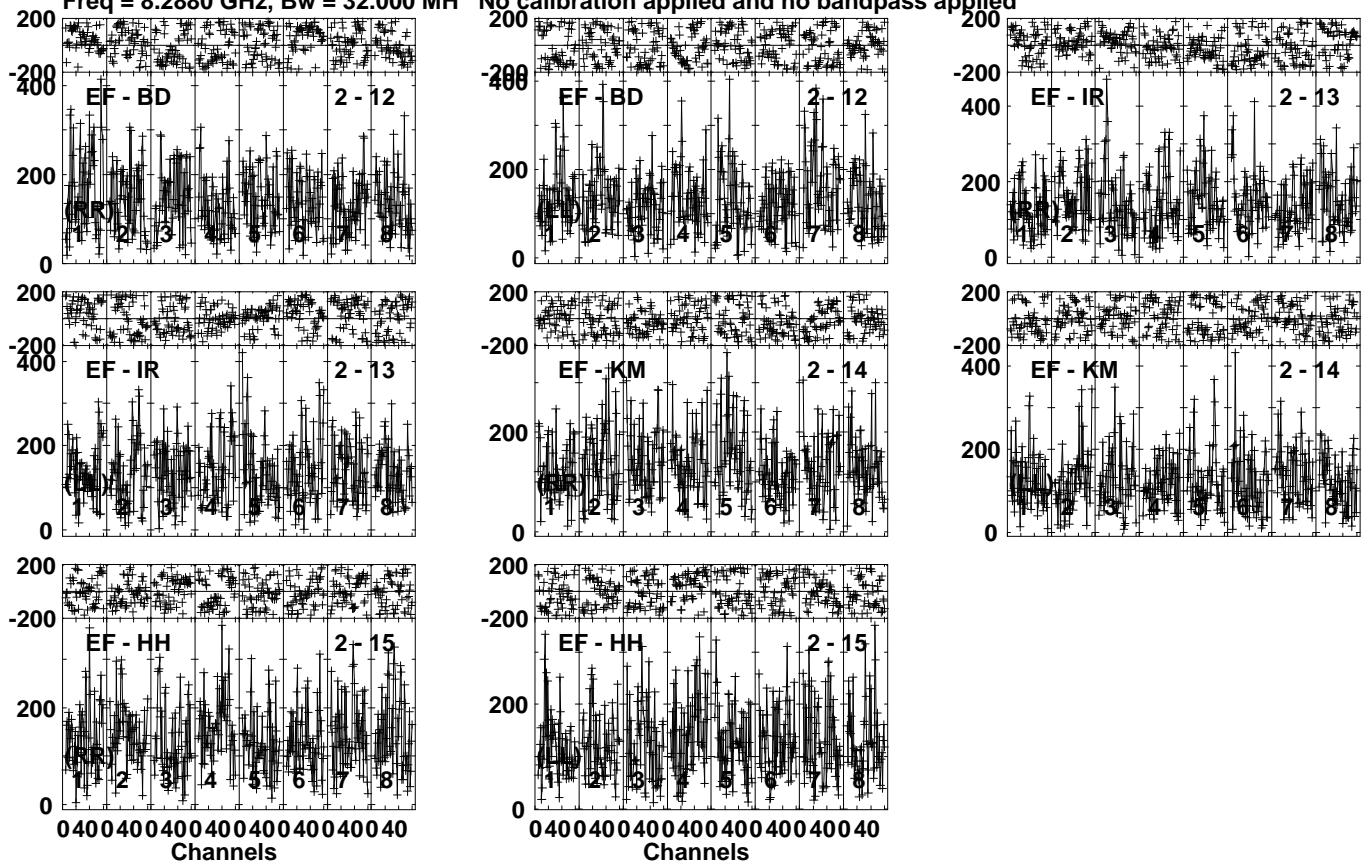 Freq = 8.2880 GHz, Bw = 32.000 MH No calibration applied and no bandpass applied
200
-200
400
200
0
EF - BD 2 - 12
(RR)
1 2 3 4 5 6 7 8
200
-200
400
200
0
EF - BD 2 - 12
(LL)
1 2 3 4 5 6 7 8
200
-200
400
200
0
EF - IR 2 - 13
(RR)
1 2 3 4 5 6 7 8
200
-200
400
200
0
EF - IR 2 - 13
(LL)
1 2 3 4 5 6 7 8
200
-200
200
0
EF - KM 2 - 14
(RR)
1 2 3 4 5 6 7 8
200
-200
400
200
0
EF - KM 2 - 14
(LL)
1 2 3 4 5 6 7 8
200
-200
200
0
EF - HH 2 - 15
(RR)
1 2 3 4 5 6 7 8
0 40 0 40 0 40 0 40 0 40 0 40 0 40 0 40
Channels
200
-200
200
0
EF - HH 2 - 15
(LL)
1 2 3 4 5 6 7 8
0 40 0 40 0 40 0 40 0 40 0 40 0 40 0 40
Channels